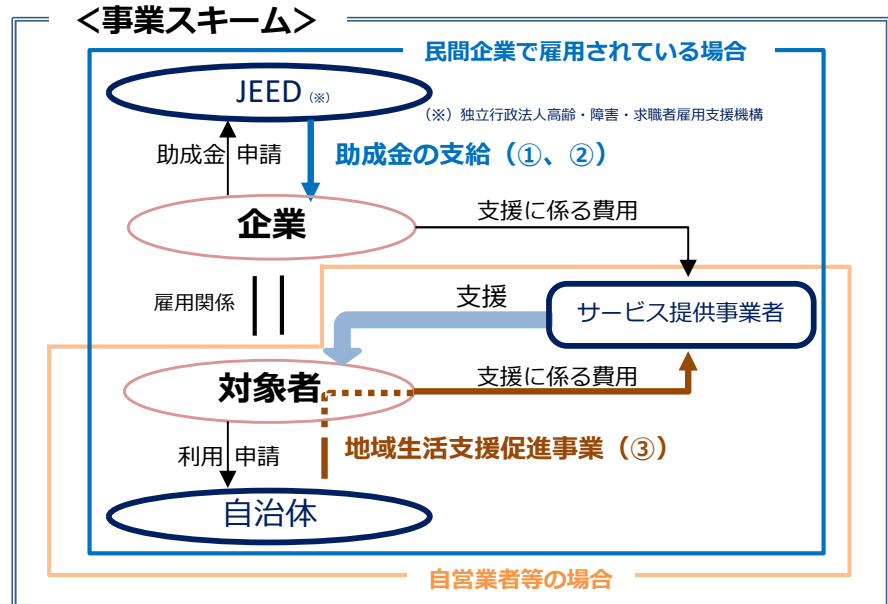 ＜事業スキーム＞
民間企業で雇用されている場合
JEED（※）
（※）独立行政法人高齢・障害・求職者雇用支援機構
助成金 申請
助成金の支給（①、②）
企業
支援に係る費用
雇用関係
支援
サービス提供事業者
対象者
支援に係る費用
利用 申請
地域生活支援促進事業（③）
自治体
自営業者等の場合